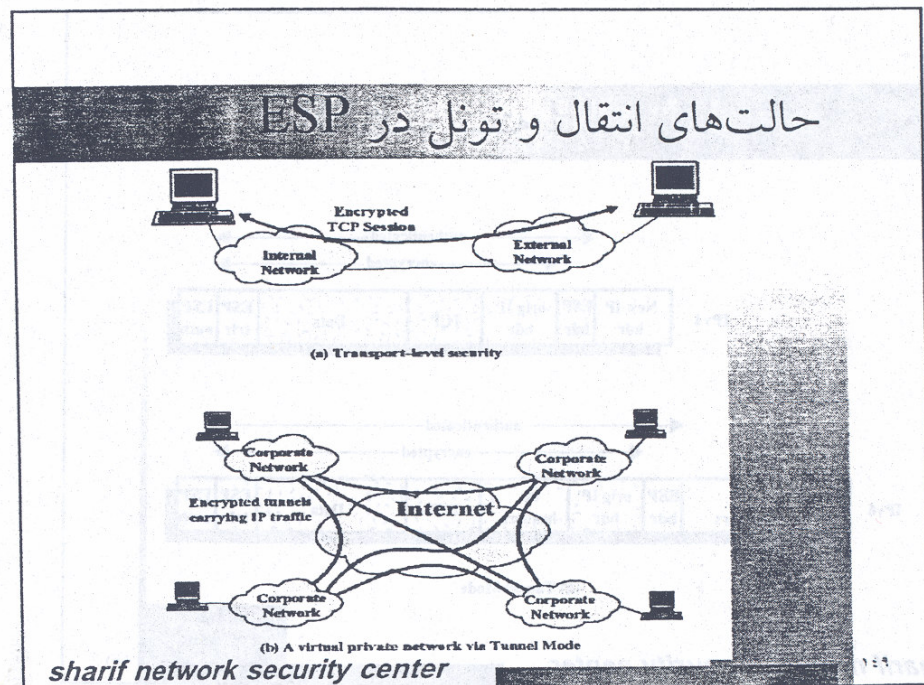 حالت‌های انتقال و تونل در ESP
Encrypted
TCP Session
Internal
Network
External
Network
(a) Transport-level security
Corporate
Network
Corporate
Network
Encrypted tunnels
carrying IP traffic
Internet
Corporate
Network
Corporate
Network
(b) A virtual private network via Tunnel Mode
sharif network security center